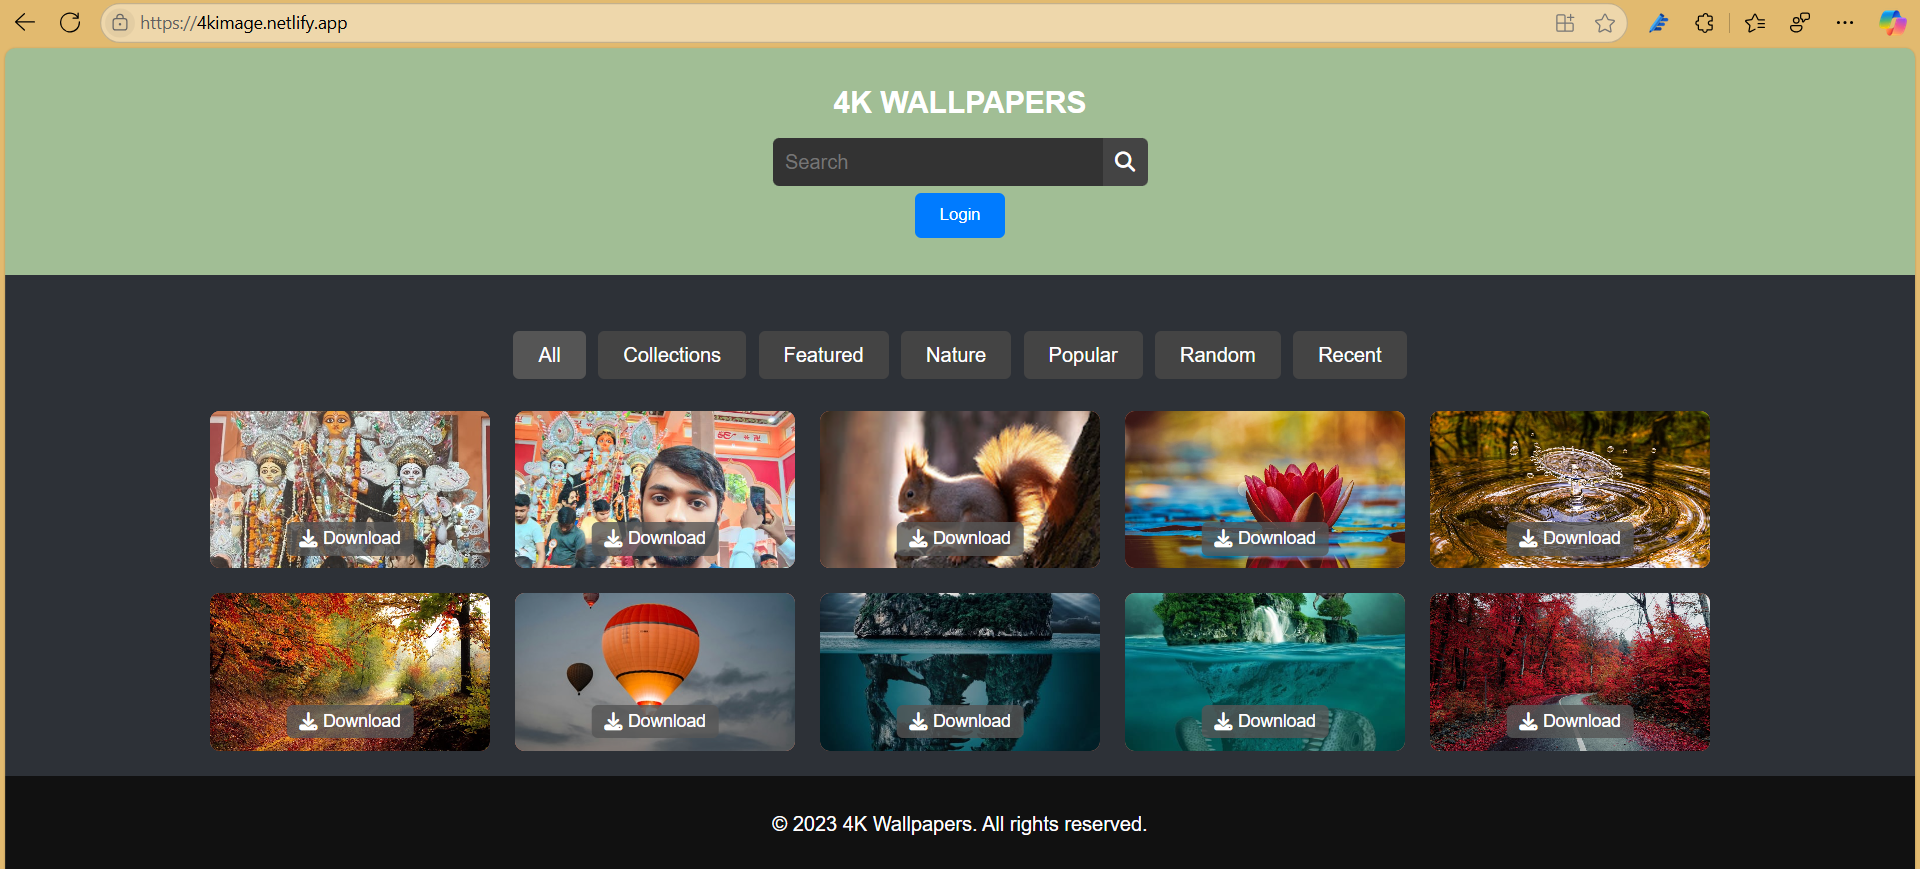 https://4kimage.netlify.app
4K WALLPAPERS
Search
Login
All Collections Featured Nature Popular Random Recent
Download Download Download Download Download
Download Download Download Download Download
© 2023 4K Wallpapers. All rights reserved.